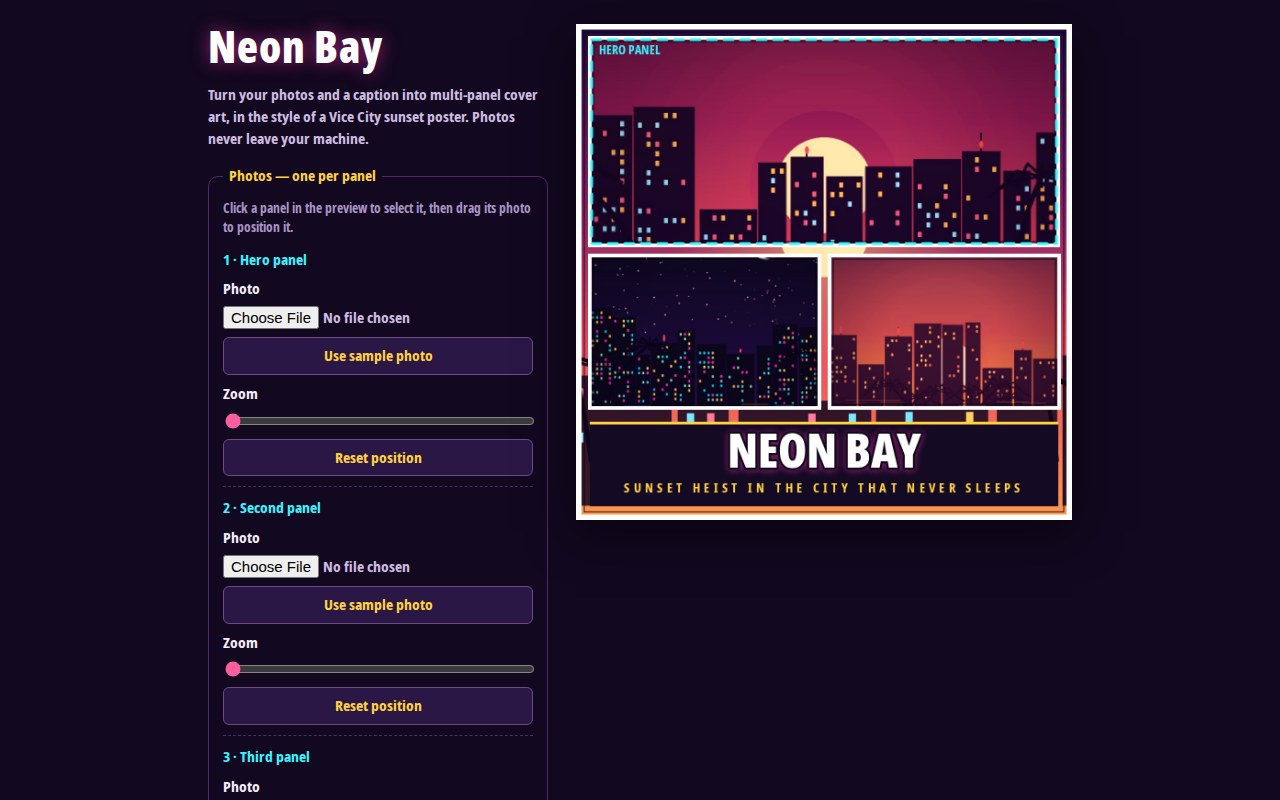 Neon Bay
Turn your photos and a caption into multi-panel cover
art, in the style of a Vice City sunset poster. Photos
never leave your machine.
Photos — one per panel
Click a panel in the preview to select it, then drag its photo
to position it.
1 · Hero panel
Photo
Choose File No file chosen
Use sample photo
Zoom
Reset position
2 · Second panel
Photo
Choose File No file chosen
Use sample photo
Zoom
Reset position
3 · Third panel
Photo
HERO PANEL
NEON BAY
SUNSET HEIST IN THE CITY THAT NEVER SLEEPS